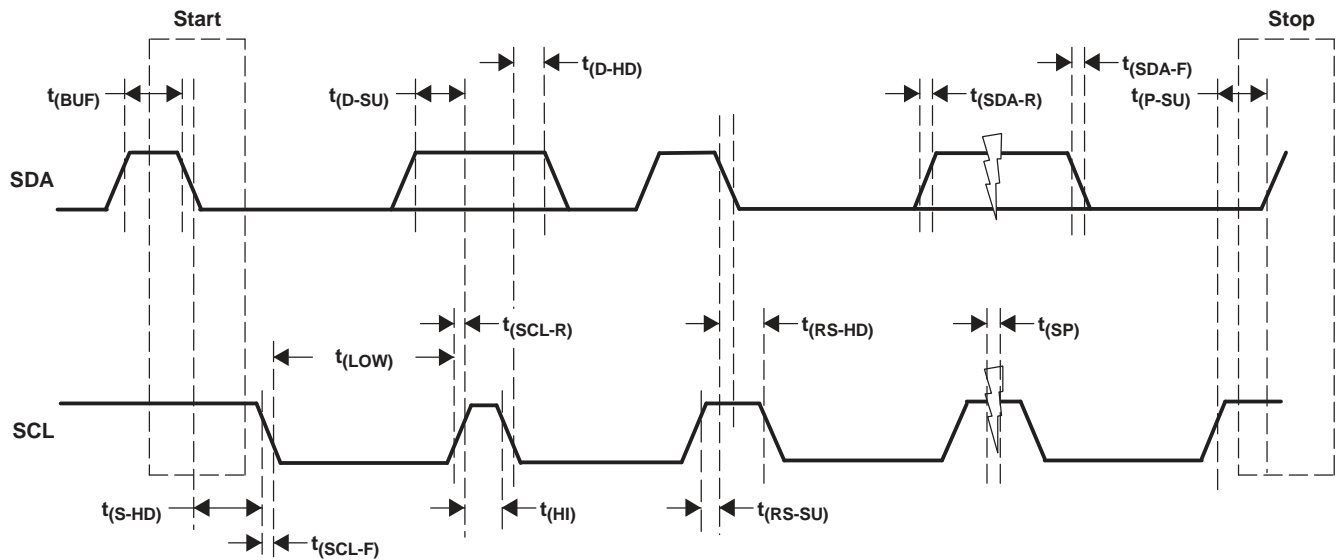 Start
Stop
t(D-HD)
t(SDA-F)
t(BUF)
t(D-SU)
t(SDA-R)
t(P-SU)
SDA
t(SCL-R)
t(RS-HD)
t(SP)
t(LOW)
SCL
t(S-HD)
t(HI)
t(RS-SU)
t(SCL-F)